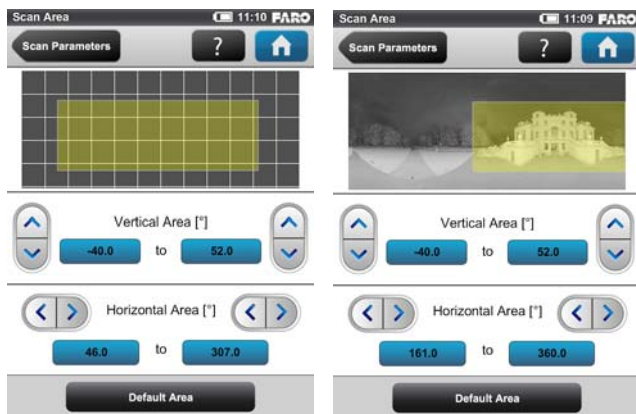 Scan Area 11:10 FARO
Scan Parameters ?
Vertical Area [°]
-40.0 to 52.0
Horizontal Area [°]
46.0 to 307.0
Default Area
Scan Area 11:09 FARO
Scan Parameters ?
Vertical Area [°]
-40.0 to 52.0
Horizontal Area [°]
161.0 to 360.0
Default Area